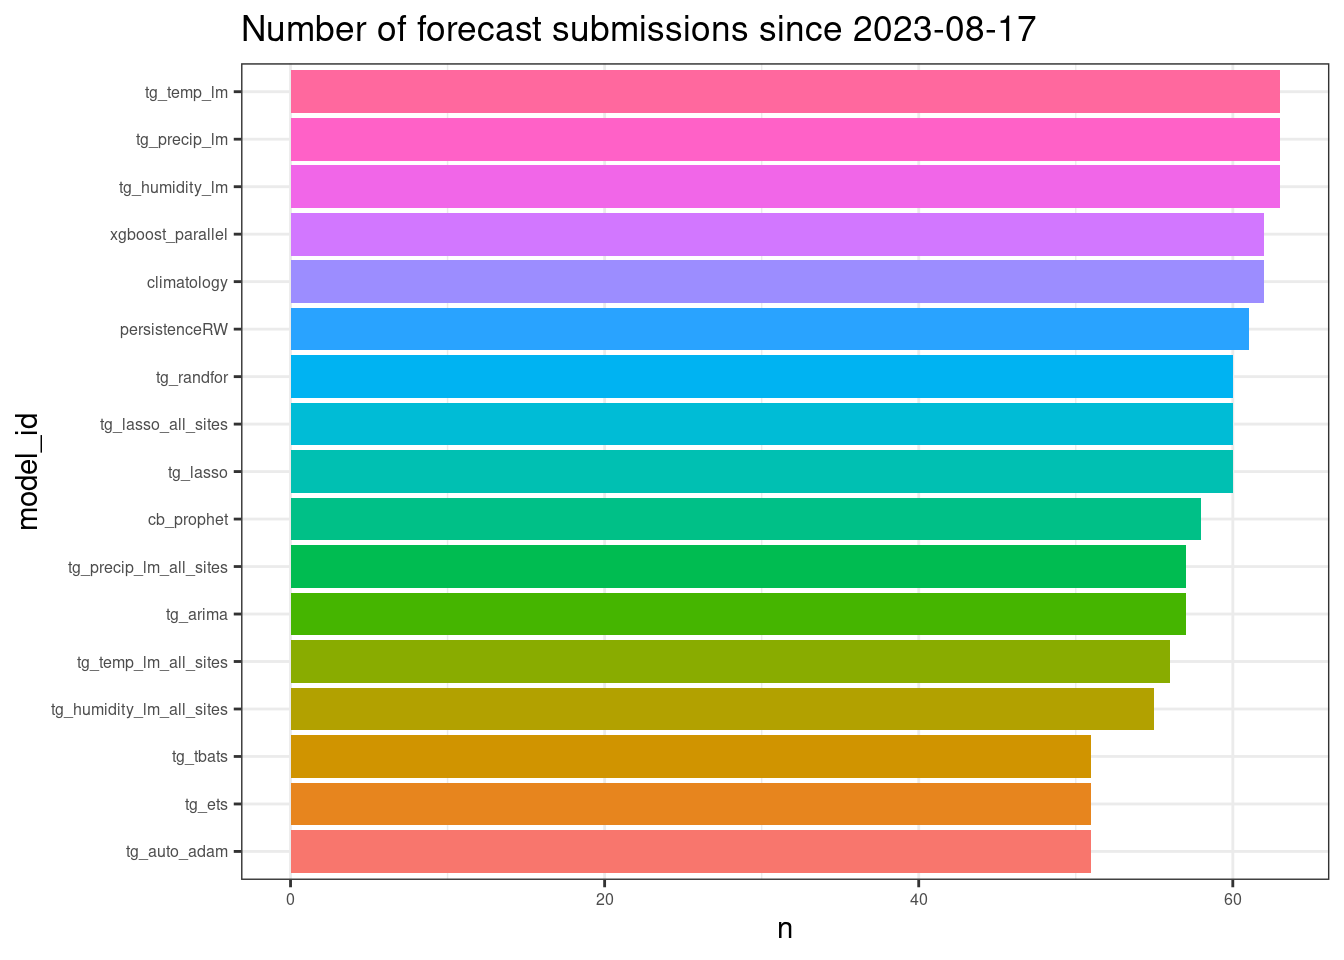 Number of forecast submissions since 2023-08-17
model_id
tg_temp_lm
tg_precip_lm
tg_humidity_lm
xgboost_parallel
climatology
persistenceRW
tg_randfor
tg_lasso_all_sites
tg_lasso
cb_prophet
tg_precip_lm_all_sites
tg_arima
tg_temp_lm_all_sites
tg_humidity_lm_all_sites
tg_tbats
tg_ets
tg_auto_adam
0 20 40 60
n